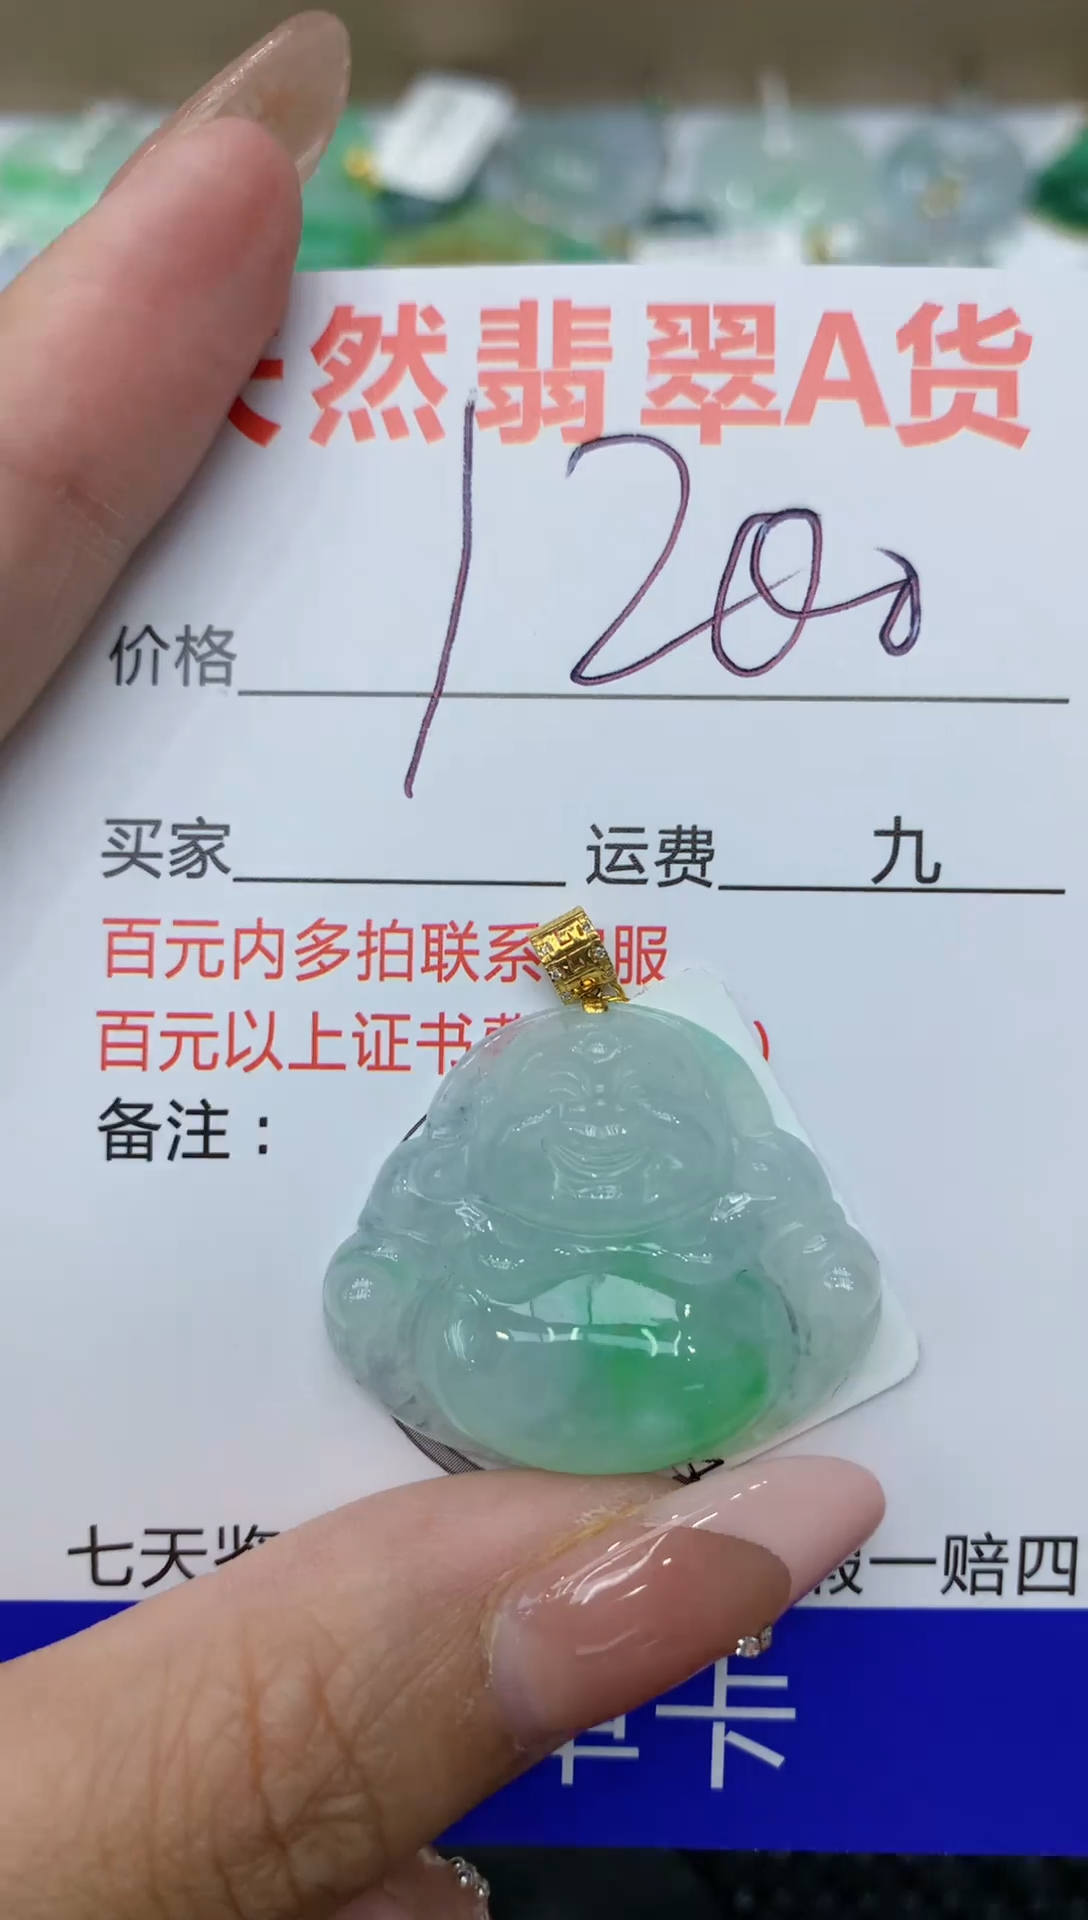 然翡翠A货
1200
价格
买家 运费 九
百元内多拍联系 服
百元以上证书 )
备注：
七天 一赔四
卡